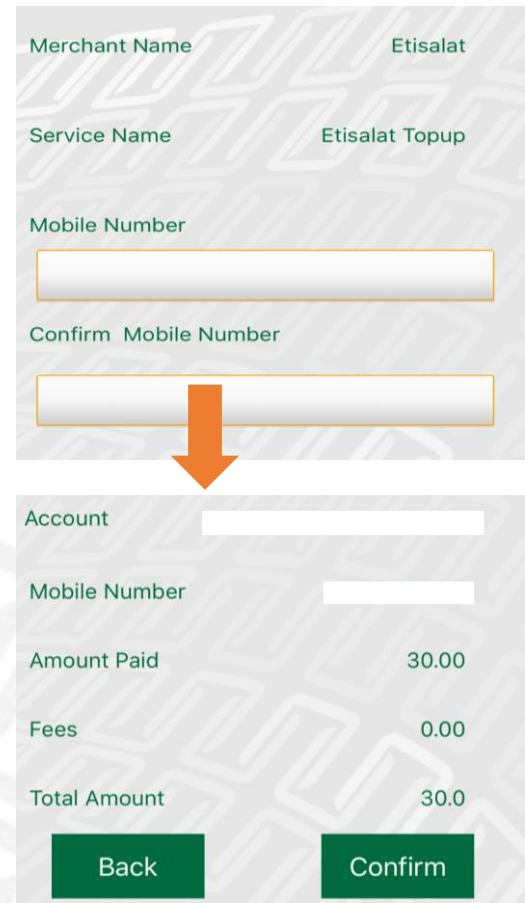 Merchant Name Etisalat
Service Name Etisalat Topup
Mobile Number
Confirm Mobile Number
Account
Mobile Number
Amount Paid 30.00
Fees 0.00
Total Amount 30.0
Back Confirm